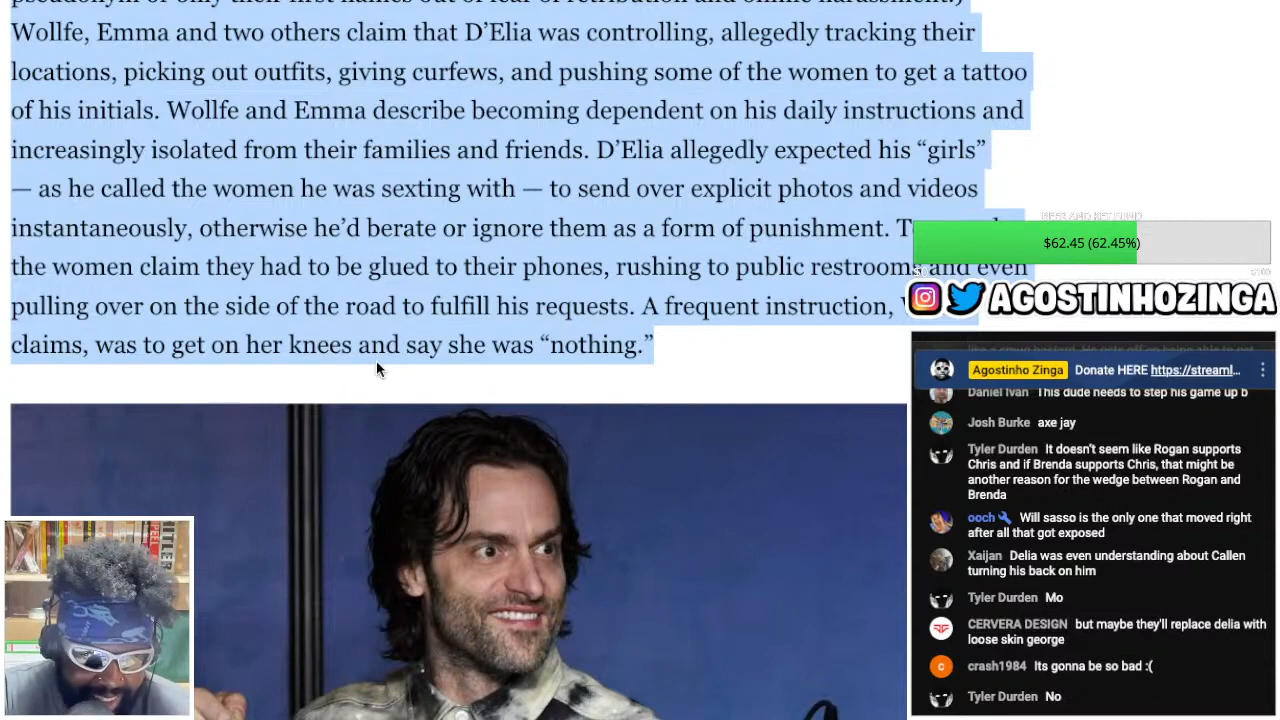 Wollfe, Emma and two others claim that D’Elia was controlling, allegedly tracking their
locations, picking out outfits, giving curfews, and pushing some of the women to get a tattoo
of his initials. Wollfe and Emma describe becoming dependent on his daily instructions and
increasingly isolated from their families and friends. D’Elia allegedly expected his “girls”
— as he called the women he was sexting with — to send over explicit photos and videos
instantaneously, otherwise he’d berate or ignore them as a form of punishment.
the women claim they had to be glued to their phones, rushing to public restrooms and even
pulling over on the side of the road to fulfill his requests. A frequent instruction,
claims, was to get on her knees and say she was “nothing.”
$62.45 (62.45%)
AGOSTINHOZINGA
Agostinho Zinga Donate HERE https://streaml...
Daniel Ivan This dude needs to step his game up b
Josh Burke axe jay
Tyler Durden It doesn't seem like Rogan supports
Chris and if Brenda supports Chris, that might be
another reason for the wedge between Rogan and
Brenda
ooch Will sasso is the only one that moved right
after all that got exposed
Xaijan Delia was even understanding about Callen
turning his back on him
Tyler Durden Mo
CERVERA DESIGN but maybe they'll replace delia with
loose skin george
crash1984 Its gonna be so bad :(
Tyler Durden No